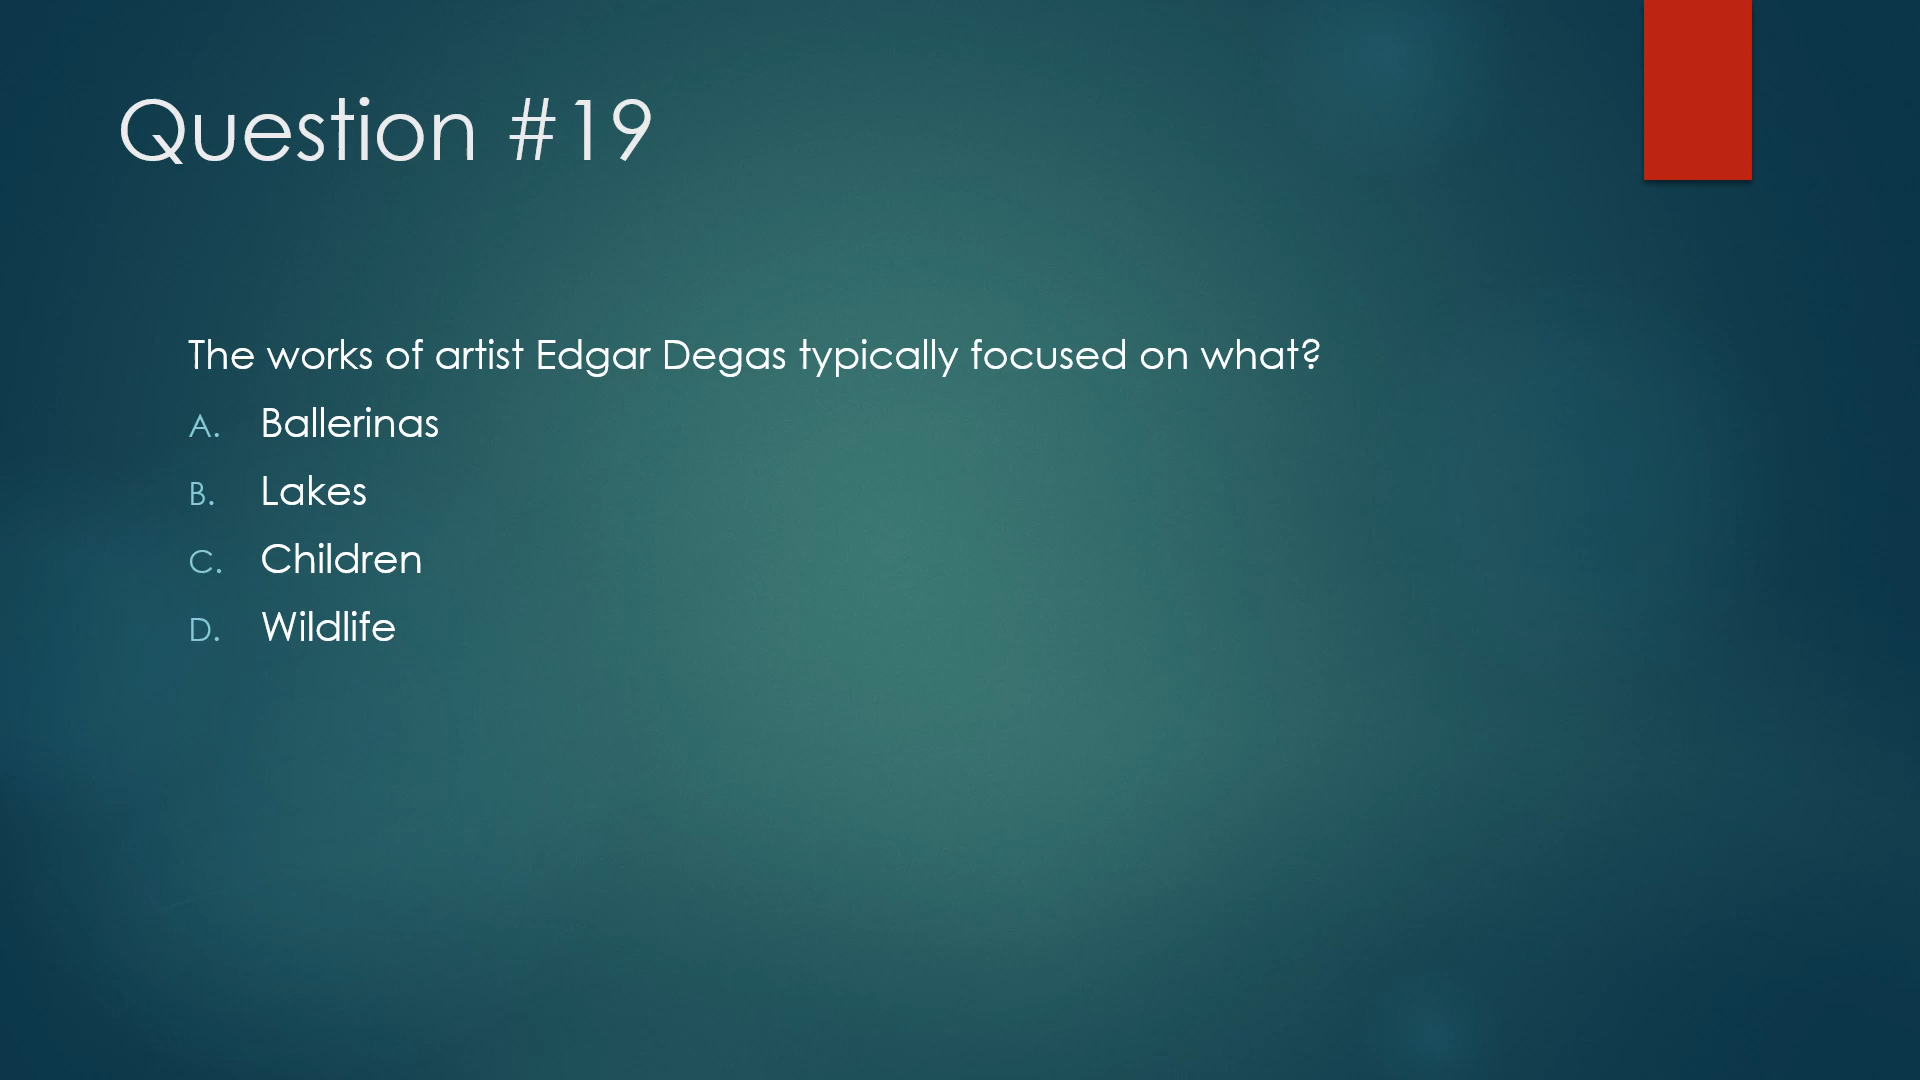 Question #19
The works of artist Edgar Degas typically focused on what?
A. Ballerinas
B. Lakes
C. Children
D. Wildlife